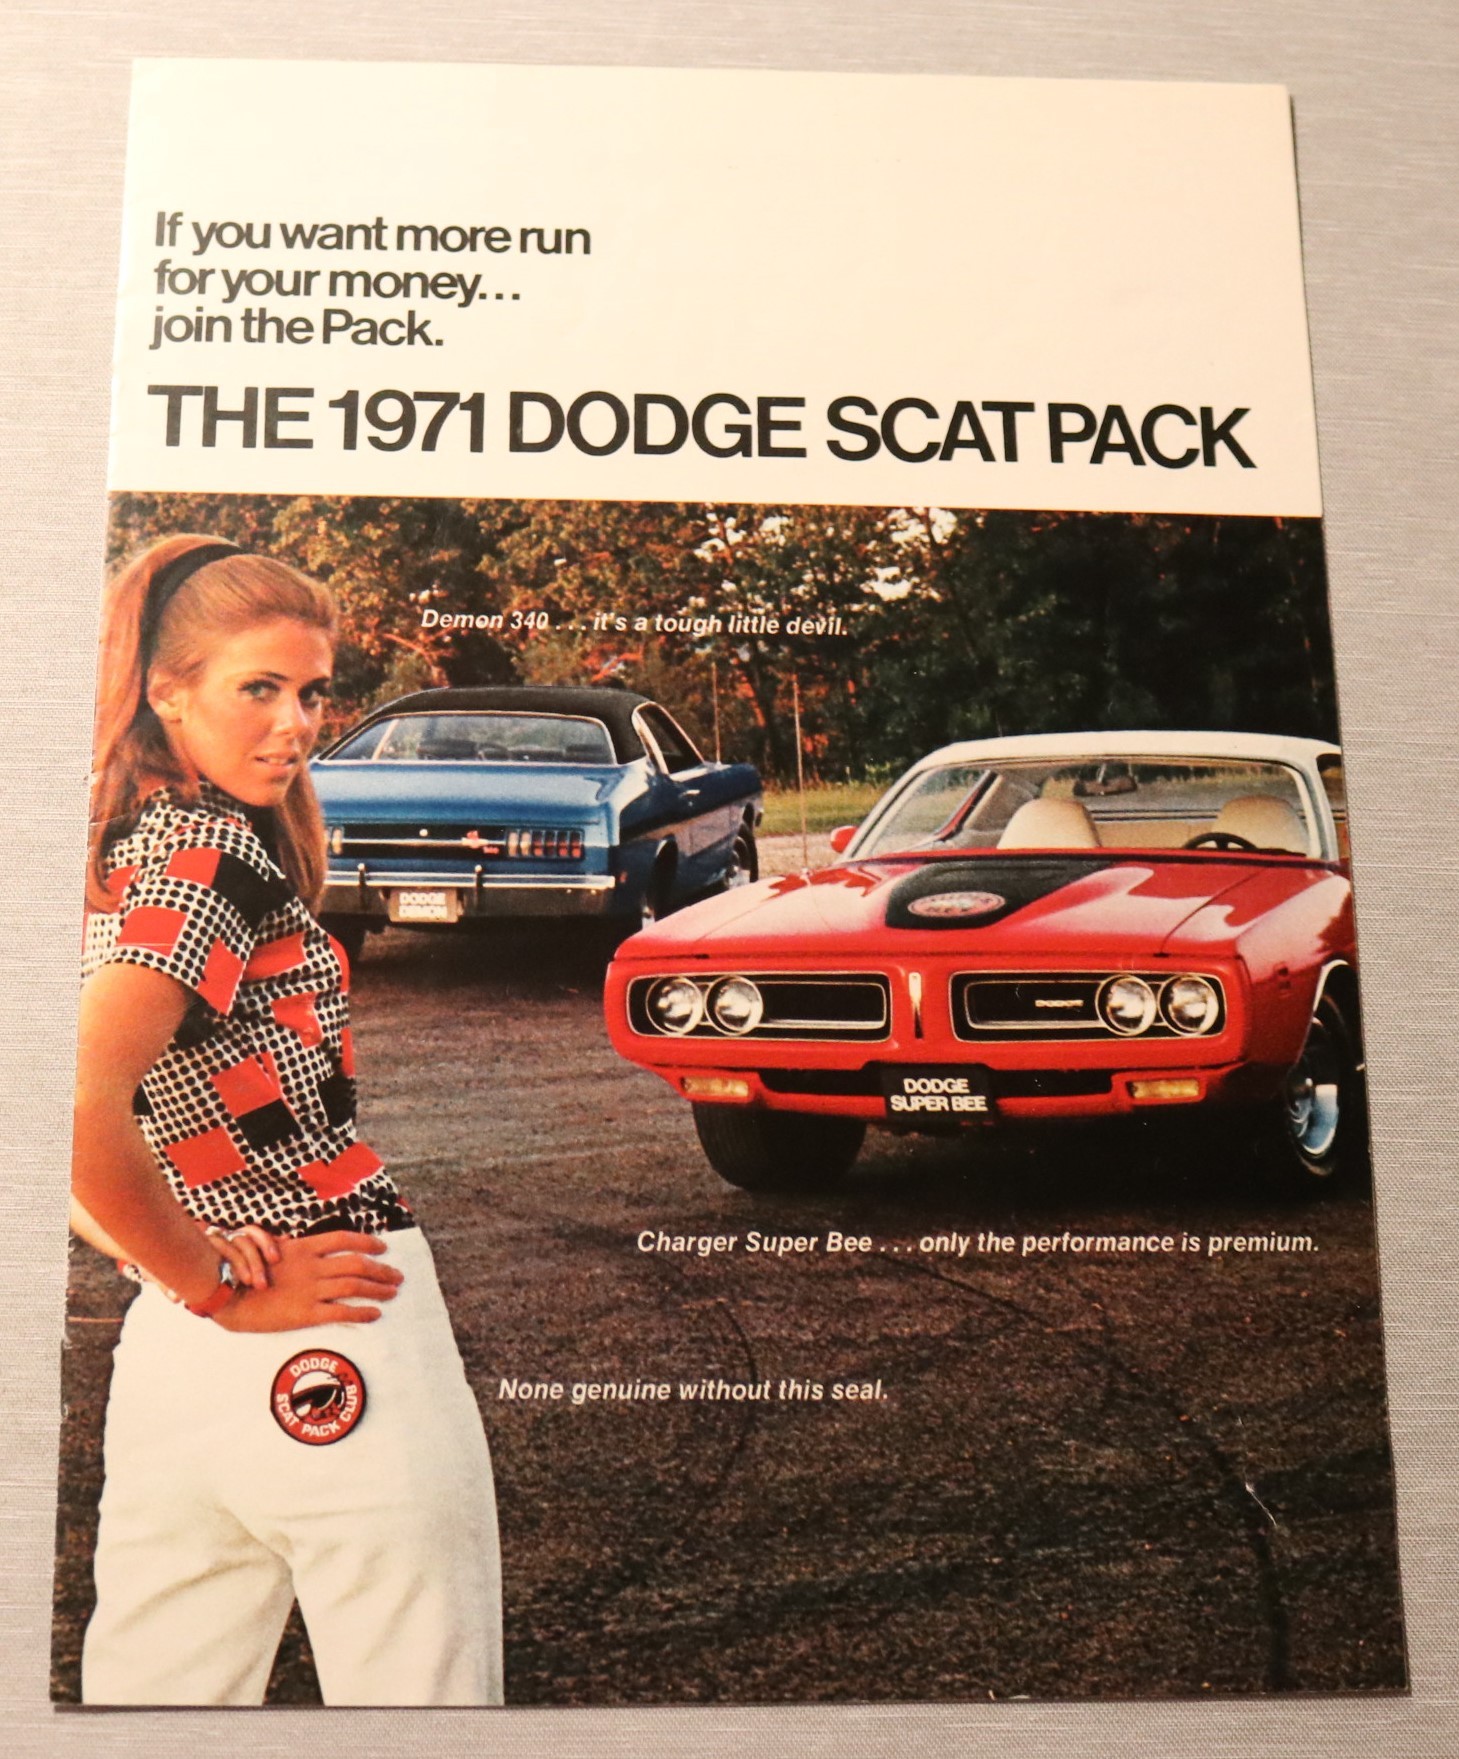 If you want more run
for your money...
join the Pack.
THE 1971 DODGE SCAT PACK
Demon 340 . . . it's a tough little devil.
DODGE
DEMON
DODGE
DODGE
SUPER BEE
Charger Super Bee . . . only the performance is premium.
None genuine without this seal.
DODGE
SCAT PACK CLUB